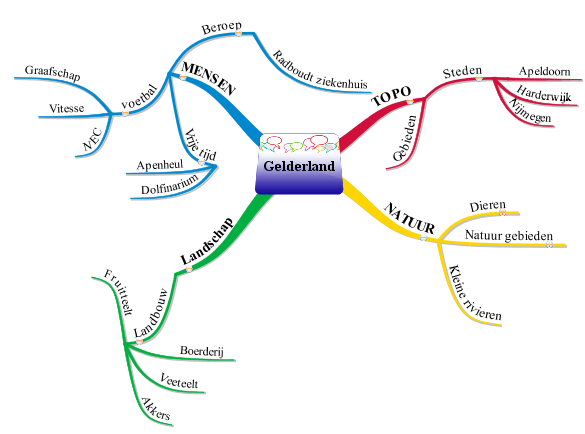 Gelderland
MENSEN
Beroep
Radboudt ziekenhuis
voetbal
Graafschap
Vitesse
NEC
Vrije tijd
Apenheul
Dolfinarium
TOPO
Steden
Apeldoorn
Harderwijk
Nijmegen
Gebieden
NATUUR
Dieren
Natuur gebieden
Kleine rivieren
Landschap
Landbouw
Fruitteelt
Boerderij
Veeteelt
Akkers